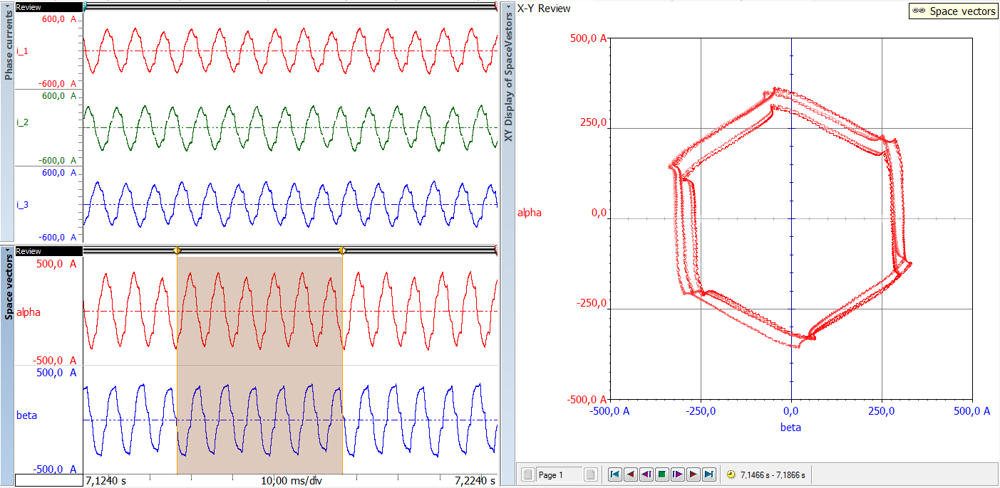 Phase currents
Review
600,0 A
i_1
-600,0 A
600,0 A
i_2
-600,0 A
600,0 A
i_3
-600,0 A
Space vectors
Review
500,0 A
alpha
-500,0 A
500,0 A
beta
-500,0 A
7,1240 s
10,00 ms/div
7,2240 s
XY Display of SpaceVestors
X-Y Review
Space vectors
500,0 A
250,0
alpha
0,0
-250,0
-500,0 A
-500,0 A
-250,0
0,0
250,0
500,0 A
beta
Page 1
7,1466 s - 7,1866 s